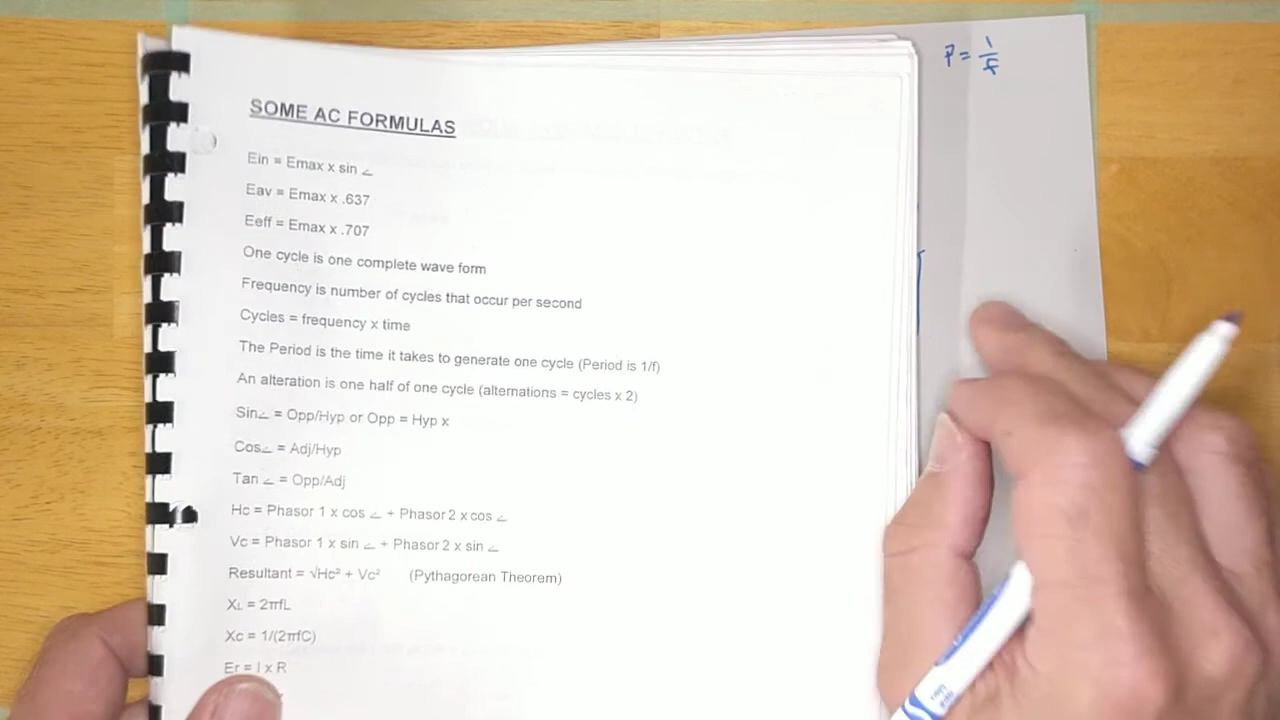 SOME AC FORMULAS
Ein = Emax x sin ∠
Eav = Emax x .637
Eeff = Emax x .707
One cycle is one complete wave form
Frequency is number of cycles that occur per second
Cycles = frequency x time
The Period is the time it takes to generate one cycle (Period is 1/f)
An alteration is one half of one cycle (alternations = cycles x 2)
Sin∠ = Opp/Hyp or Opp = Hyp x
Cos∠ = Adj/Hyp
Tan ∠ = Opp/Adj
Hc = Phasor 1 x cos ∠ + Phasor 2 x cos ∠
Vc = Phasor 1 x sin ∠ + Phasor 2 x sin ∠
Resultant = √Hc² + Vc² (Pythagorean Theorem)
XL = 2πfL
Xc = 1/(2πfC)
Er = I x R
P = 1/F